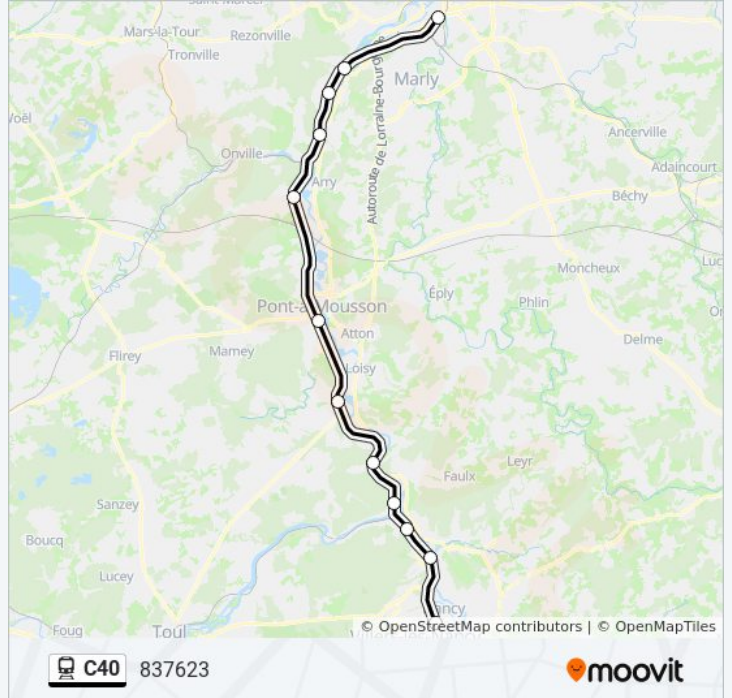 Mars-la-Tour
Rezonville
Tronville
Marly
Autoroute de Lorraine-Bourgogne
Ancerville
Onville
Arry
Adaincourt
Béchy
Moncheux
Pont-à-Mousson
Éply
Phlin
Atton
Delme
Flirey
Mamey
Loisy
Faulx
Leyr
Sanzey
Boucq
Lucey
Foug
Toul
© OpenStreetMap contributors | © OpenMapTiles
C40 837623
moovit